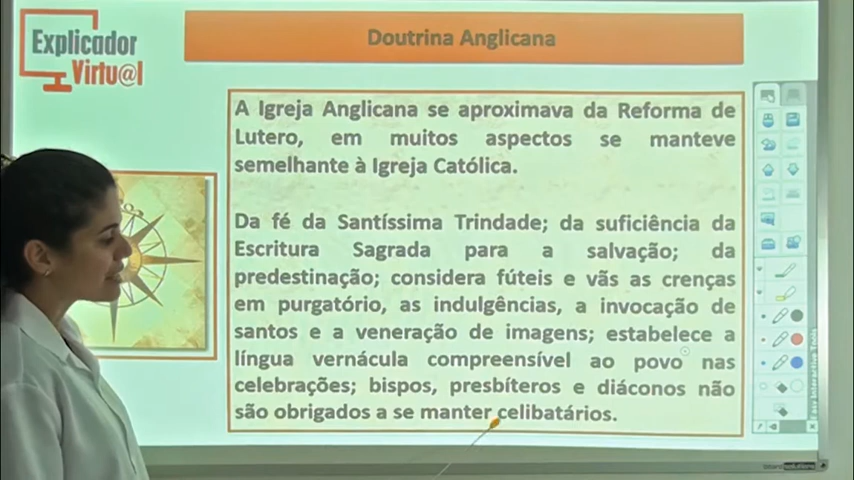 Explicador
Virtu@l
Doutrina Anglicana
A Igreja Anglicana se aproximava da Reforma de
Lutero, em muitos aspectos se manteve
semelhante à Igreja Católica.
Da fé da Santíssima Trindade; da suficiência da
Escritura Sagrada para a salvação; da
predestinação; considera fúteis e vãs as crenças
em purgatório, as indulgências, a invocação de
santos e a veneração de imagens; estabelece a
língua vernácula compreensível ao povo nas
celebrações; bispos, presbíteros e diáconos não
são obrigados a se manter celibatários.